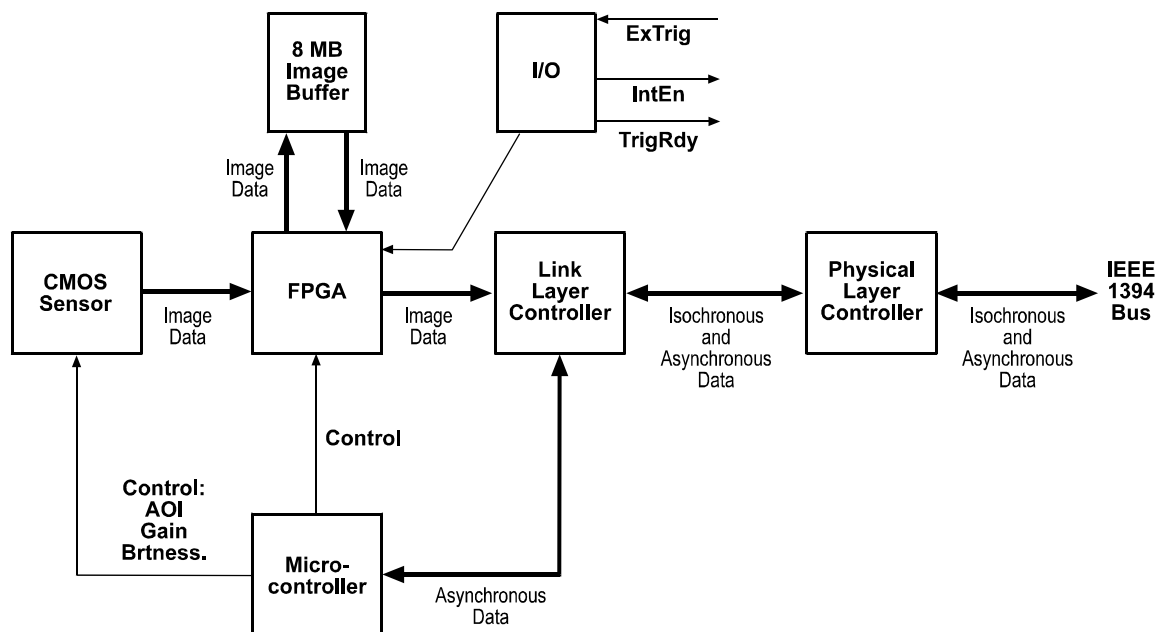 8 MB
Image
Buffer
I/O
ExTrig
IntEn
TrigRdy
Image
Data
Image
Data
CMOS
Sensor
Image
Data
FPGA
Image
Data
Link
Layer
Controller
Isochronous
and
Asynchronous
Data
Physical
Layer
Controller
Isochronous
and
Asynchronous
Data
IEEE
1394
Bus
Control
Control:
AOI
Gain
Brtness.
Micro-
controller
Asynchronous
Data